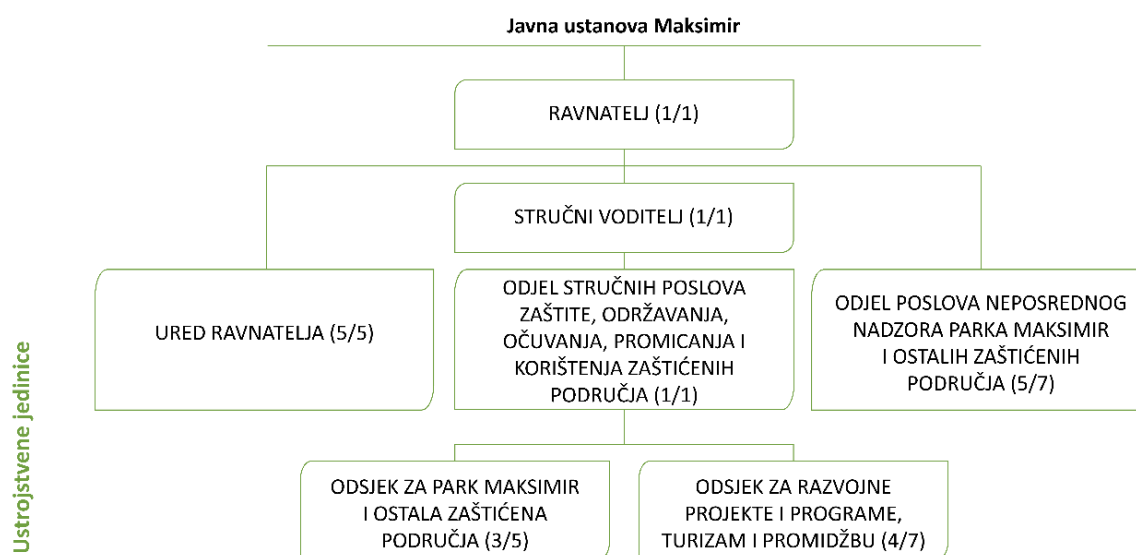 Javna ustanova Maksimir
RAVNATELJ (1/1)
STRUČNI VODITELJ (1/1)
URED RAVNATELJA (5/5)
ODJEL STRUČNIH POSLOVA
ZAŠTITE, ODRŽAVANJA,
OČUVANJA, PROMICANJA I
KORIŠTENJA ZAŠTIĆENIH
PODRUČJA (1/1)
ODJEL POSLOVA NEPOSREDNOG
NADZORA PARKA MAKSIMIR
I OSTALIH ZAŠTIĆENIH
PODRUČJA (5/7)
Ustrojstvene jedinice
ODSJEK ZA PARK MAKSIMIR
I OSTALA ZAŠTIĆENA
PODRUČJA (3/5)
ODSJEK ZA RAZVOJNE
PROJEKTE I PROGRAME,
TURIZAM I PROMIDŽBU (4/7)